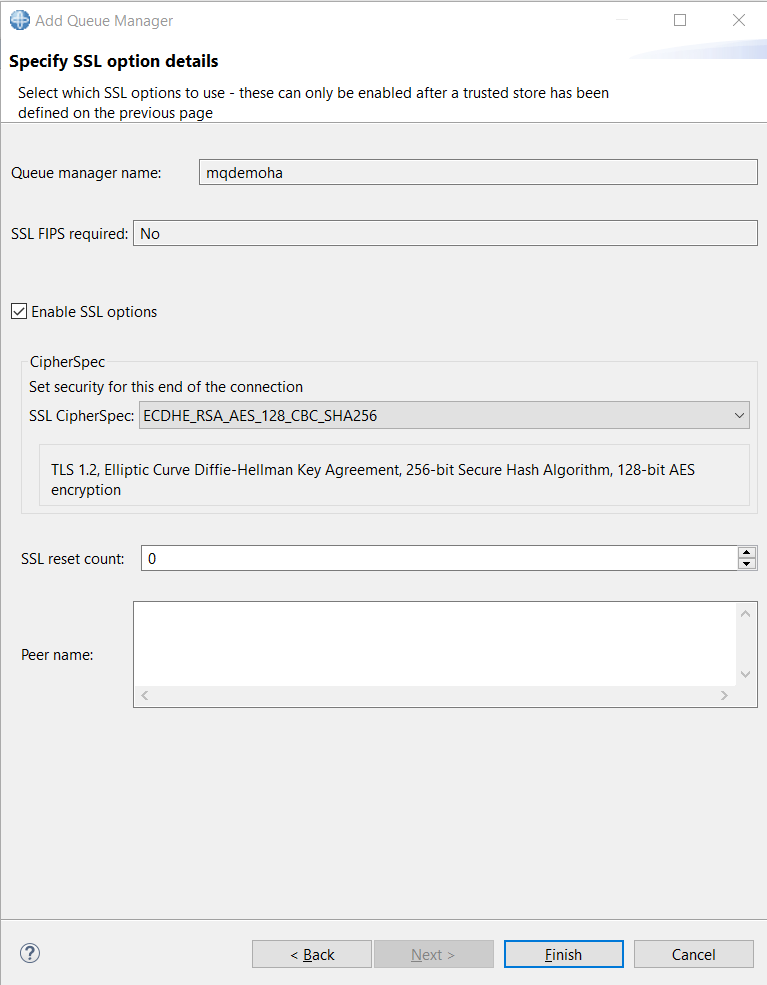 Add Queue Manager
Specify SSL option details
Select which SSL options to use - these can only be enabled after a trusted store has been
defined on the previous page
Queue manager name: mqdemoha
SSL FIPS required: No
Enable SSL options
CipherSpec
Set security for this end of the connection
SSL CipherSpec: ECDHE_RSA_AES_128_CBC_SHA256
TLS 1.2, Elliptic Curve Diffie-Hellman Key Agreement, 256-bit Secure Hash Algorithm, 128-bit AES
encryption
SSL reset count: 0
Peer name:
? < Back Next > Finish Cancel